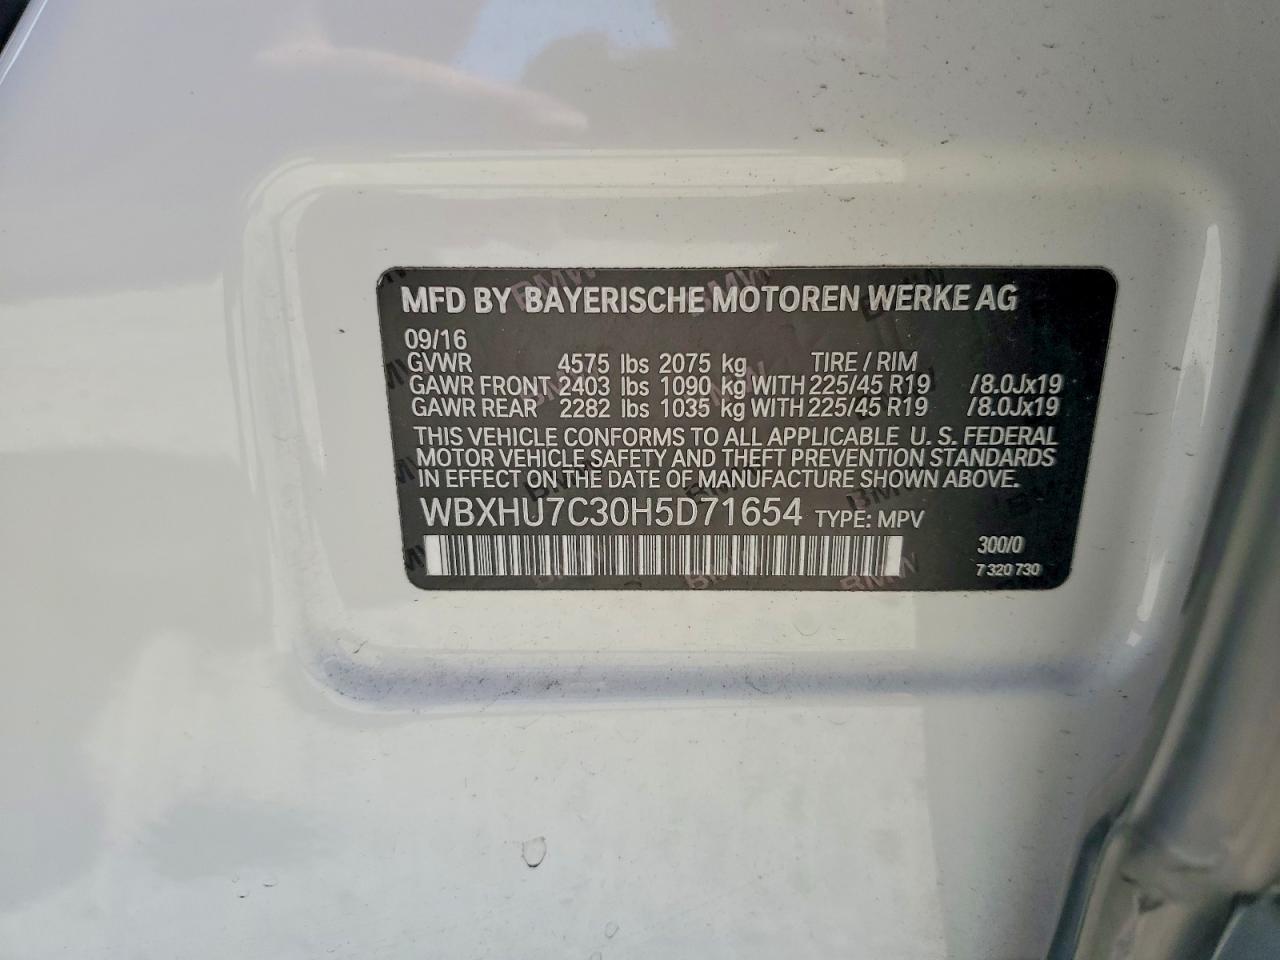 MFD BY BAYERISCHE MOTOREN WERKE AG
09/16
GVWR 4575 lbs 2075 kg TIRE / RIM
GAWR FRONT 2403 lbs 1090 kg WITH 225/45 R19 /8.0Jx19
GAWR REAR 2282 lbs 1035 kg WITH 225/45 R19 /8.0Jx19
THIS VEHICLE CONFORMS TO ALL APPLICABLE U. S. FEDERAL
MOTOR VEHICLE SAFETY AND THEFT PREVENTION STANDARDS
IN EFFECT ON THE DATE OF MANUFACTURE SHOWN ABOVE.
WBXHU7C30H5D71654 TYPE: MPV
300/0
7 320 730